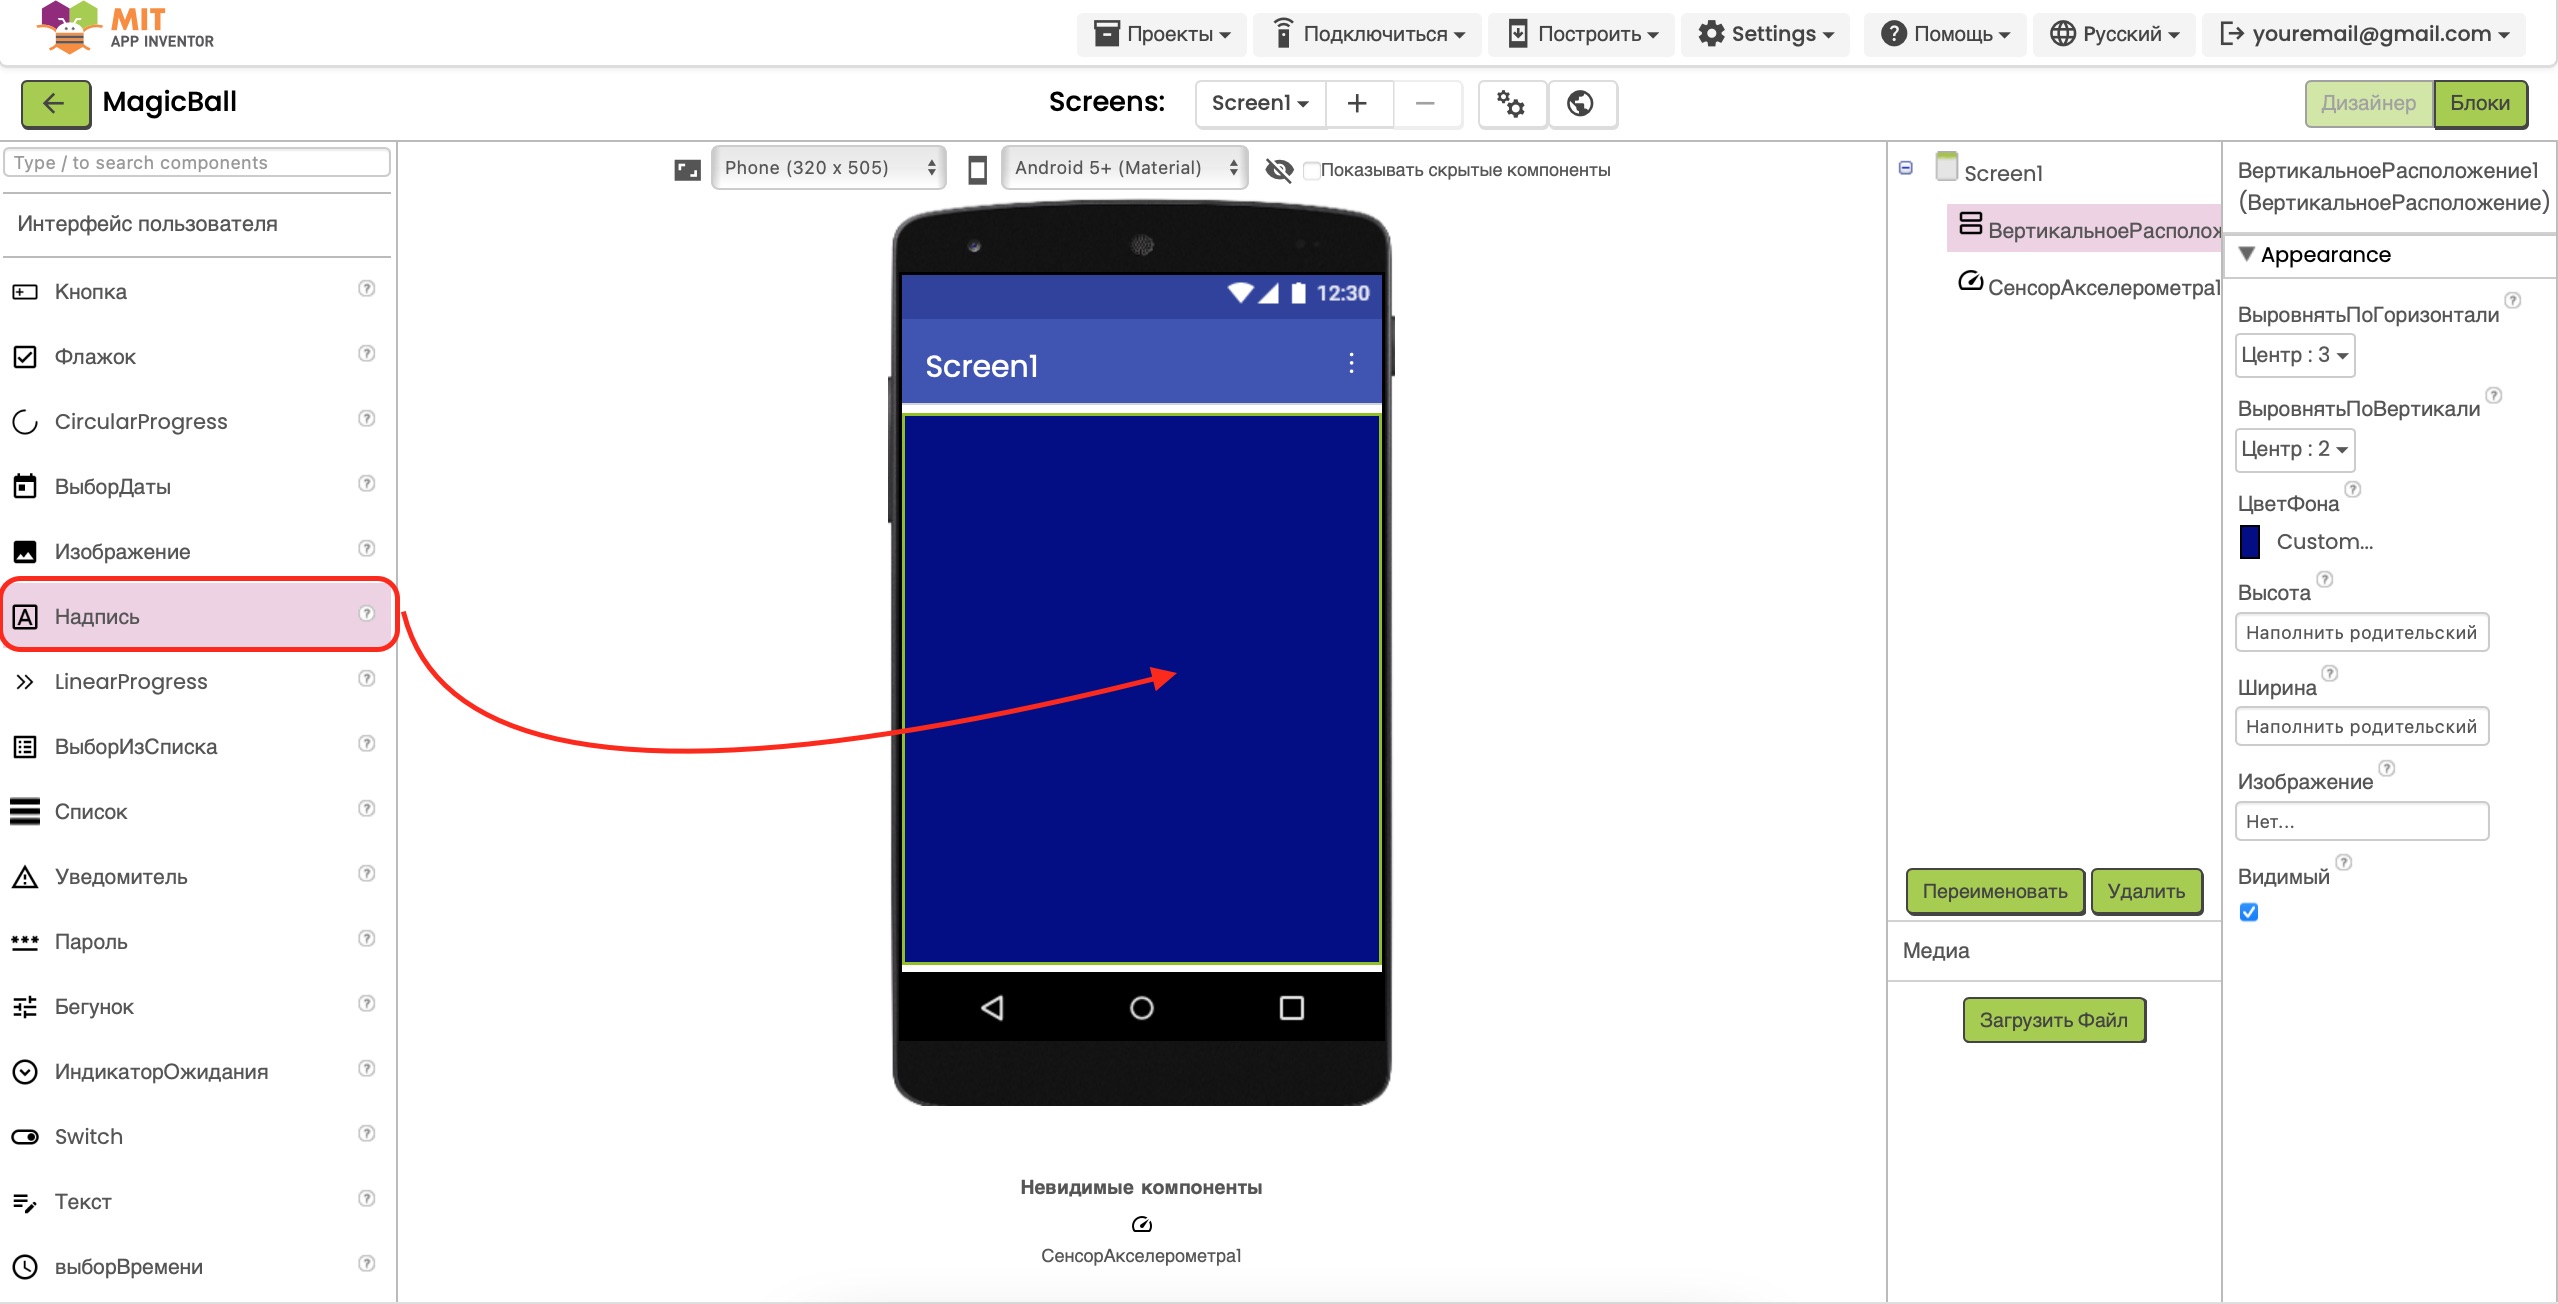 MIT
APP INVENTOR
Проекты
Подключиться
Построить
Settings
Помощь
Русский
youremail@gmail.com
MagicBall
Screens:
Screen1
Дизайнер
Блоки
Type / to search components
Интерфейс пользователя
Кнопка
Флажок
CircularProgress
ВыборДаты
Изображение
Надпись
LinearProgress
ВыборИзСписка
Список
Уведомитель
Пароль
Бегунок
ИндикаторОжидания
Switch
Текст
выборВремени
Phone (320 x 505)
Android 5+ (Material)
Показывать скрытые компоненты
12:30
Screen1
Невидимые компоненты
СенсорАкселерометра1
Screen1
ВертикальноеРасполож
СенсорАкселерометра1
Переименовать
Удалить
Медиа
Загрузить Файл
ВертикальноеРасположение1
(ВертикальноеРасположение)
Appearance
ВыровнятьПоГоризонтали
Центр : 3
ВыровнятьПоВертикали
Центр : 2
ЦветФона
Custom...
Высота
Наполнить родительский
Ширина
Наполнить родительский
Изображение
Нет...
Видимый